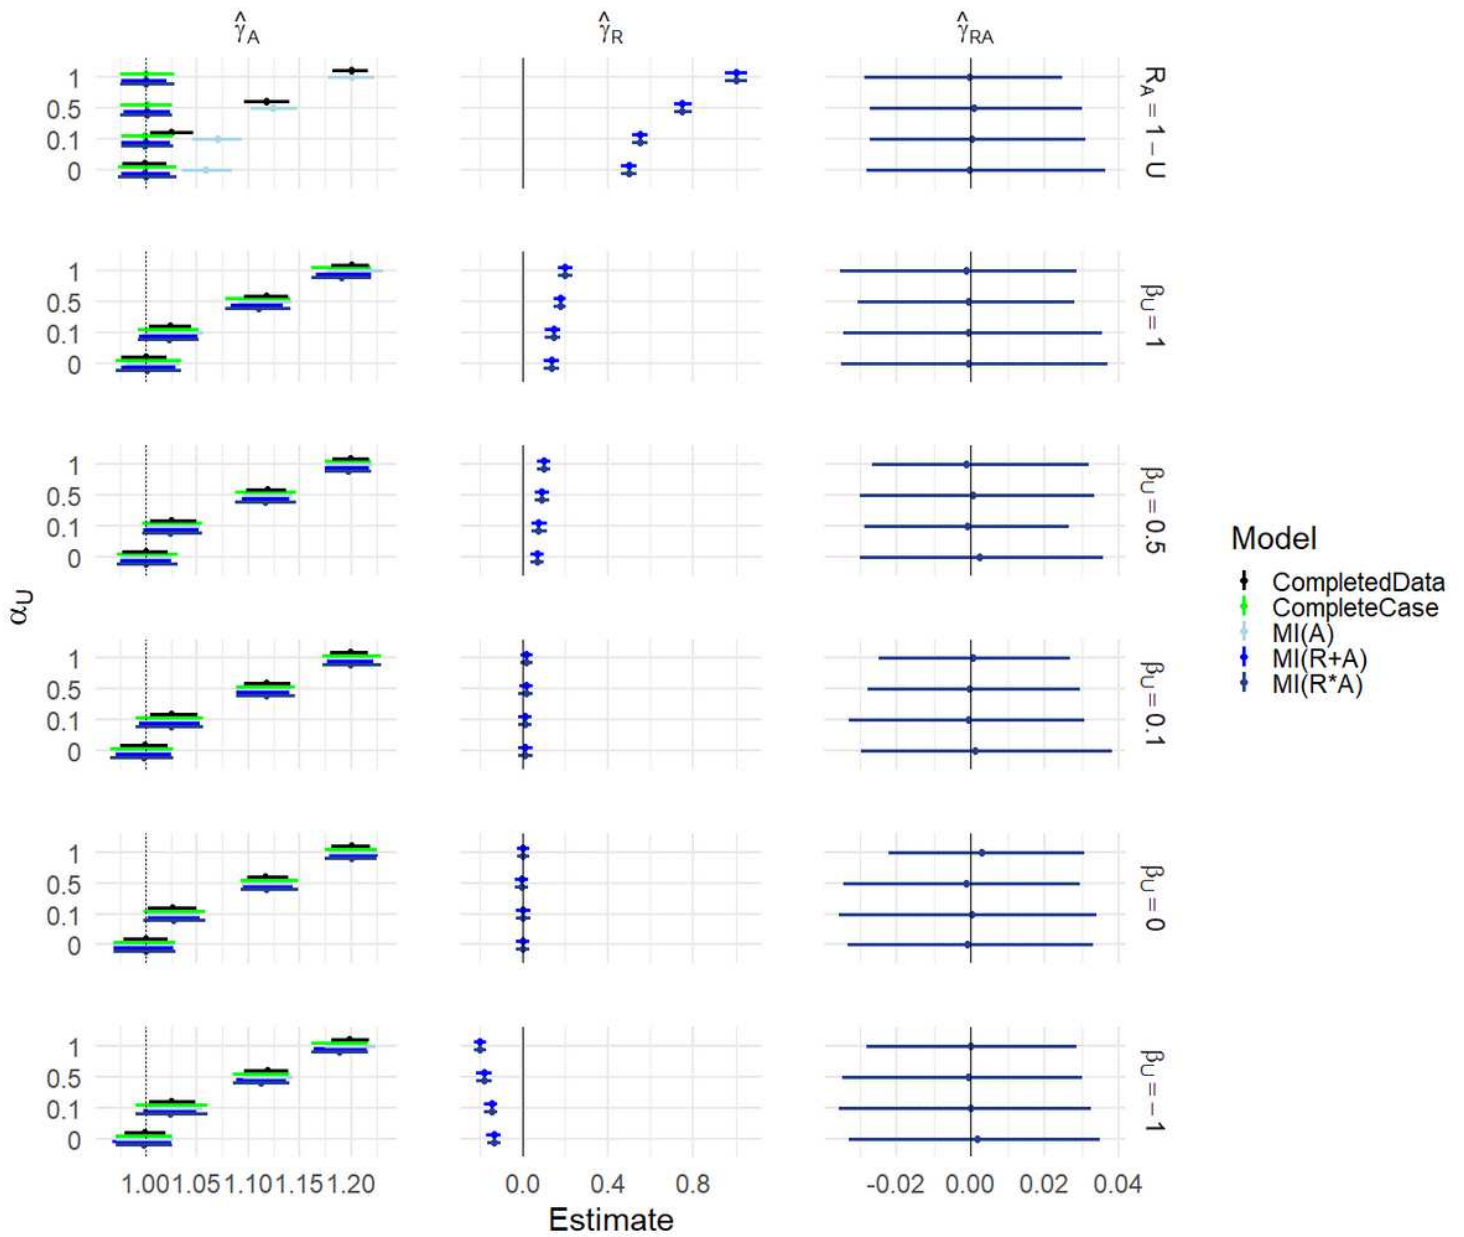 γ̂A γ̂R γ̂RA
1
0.5
0.1
0
RA = 1 − U
1
0.5
0.1
0
βU = 1
1
0.5
0.1
0
βU = 0.5
1
0.5
0.1
0
βU = 0.1
1
0.5
0.1
0
βU = 0
1
0.5
0.1
0
βU = − 1
αU
1.00 1.05 1.10 1.15 1.20 0.0 0.4 0.8 -0.02 0.00 0.02 0.04
Estimate
Model
CompletedData
CompleteCase
MI(A)
MI(R+A)
MI(R*A)